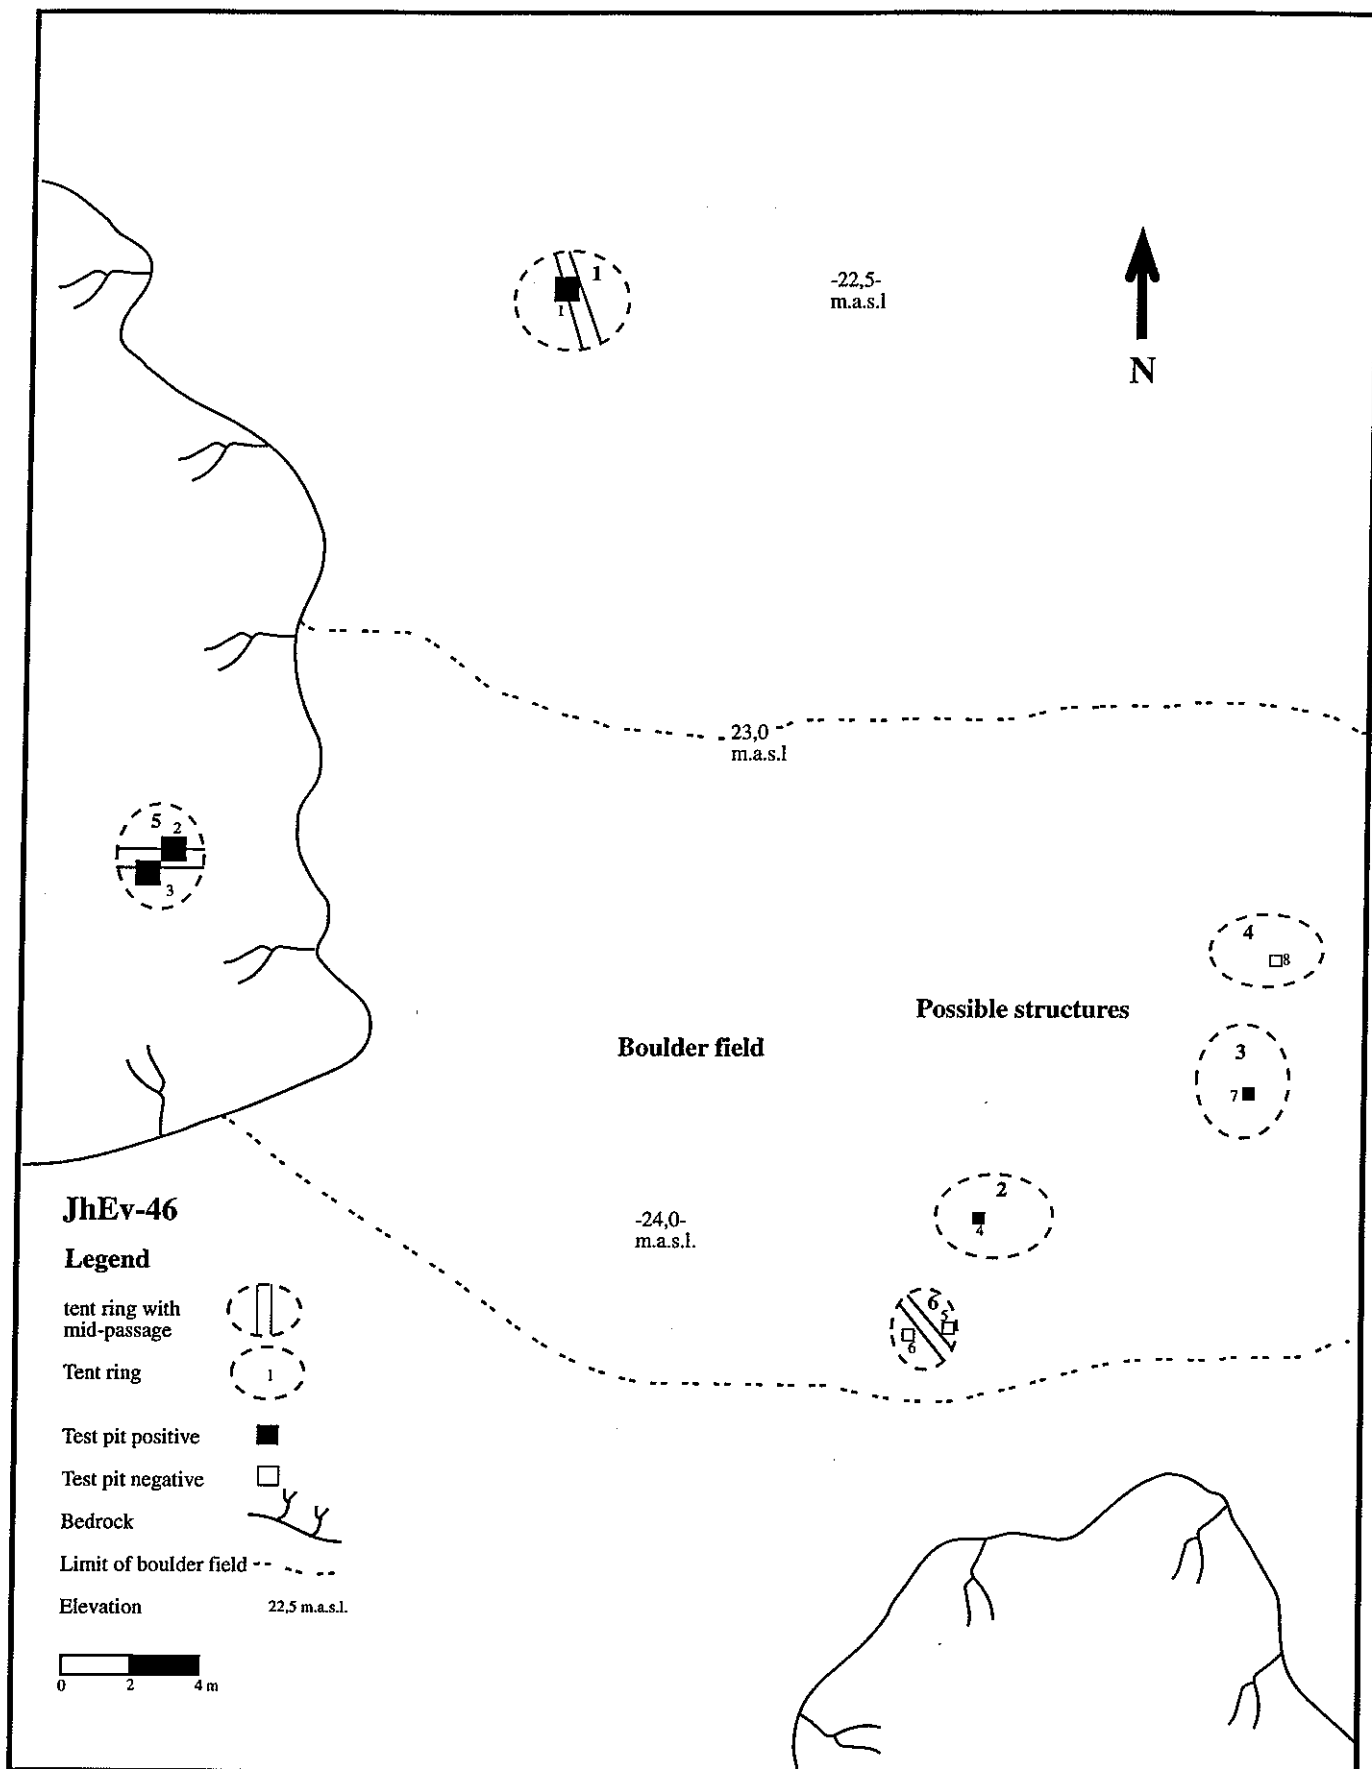 1
1
-22,5-
m.a.s.l
N
23,0
m.a.s.l
5
2
3
4
8
Possible structures
Boulder field
3
7
2
4
-24,0-
m.a.s.l.
6
5
6
JhEv-46
Legend
tent ring with
mid-passage
Tent ring
1
Test pit positive
Test pit negative
Bedrock
Limit of boulder field
Elevation
22,5 m.a.s.l.
0 2 4 m